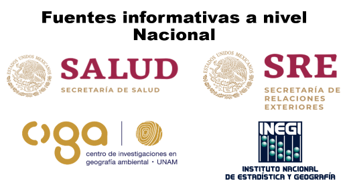 Fuentes informativas a nivel
Nacional
SALUD
SECRETARÍA DE SALUD
SRE
SECRETARÍA DE
RELACIONES
EXTERIORES
ciga
centro de investigaciones en
geografía ambiental · UNAM
INEGI
INSTITUTO NACIONAL
DE ESTADÍSTICA Y GEOGRAFÍA